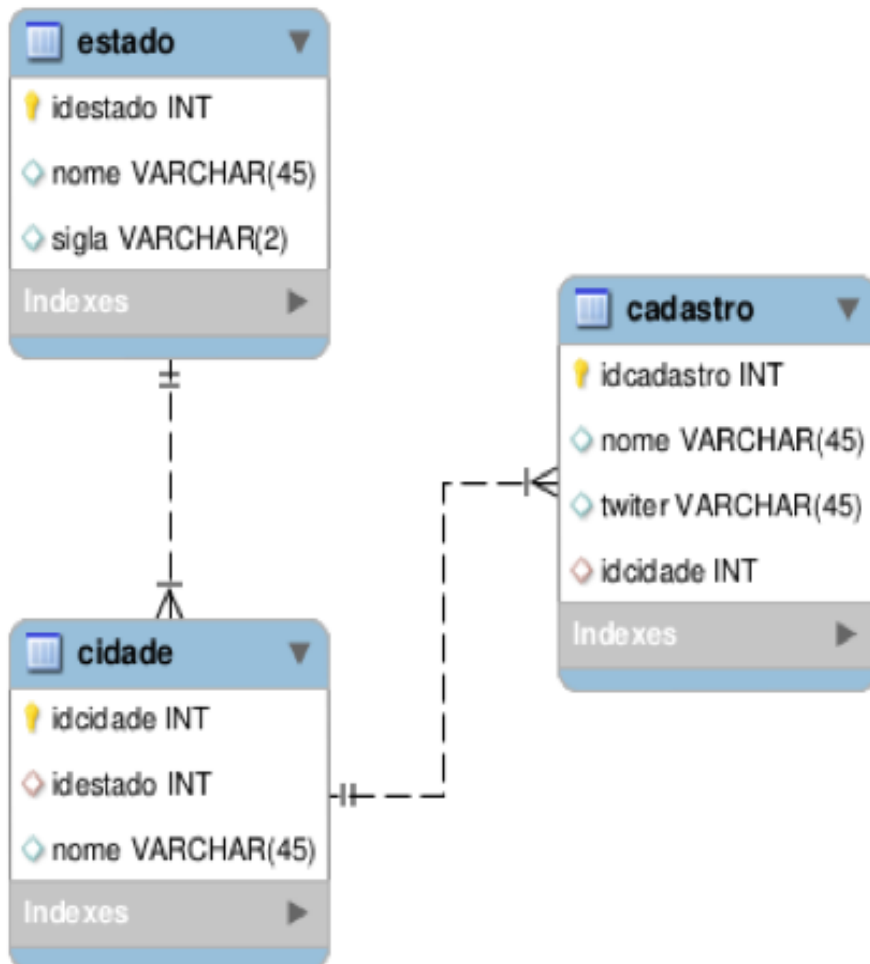 estado
idestado INT
nome VARCHAR(45)
sigla VARCHAR(2)
Indexes
cadastro
idcadastro INT
nome VARCHAR(45)
twiter VARCHAR(45)
idcidade INT
Indexes
cidade
idcidade INT
idestado INT
nome VARCHAR(45)
Indexes